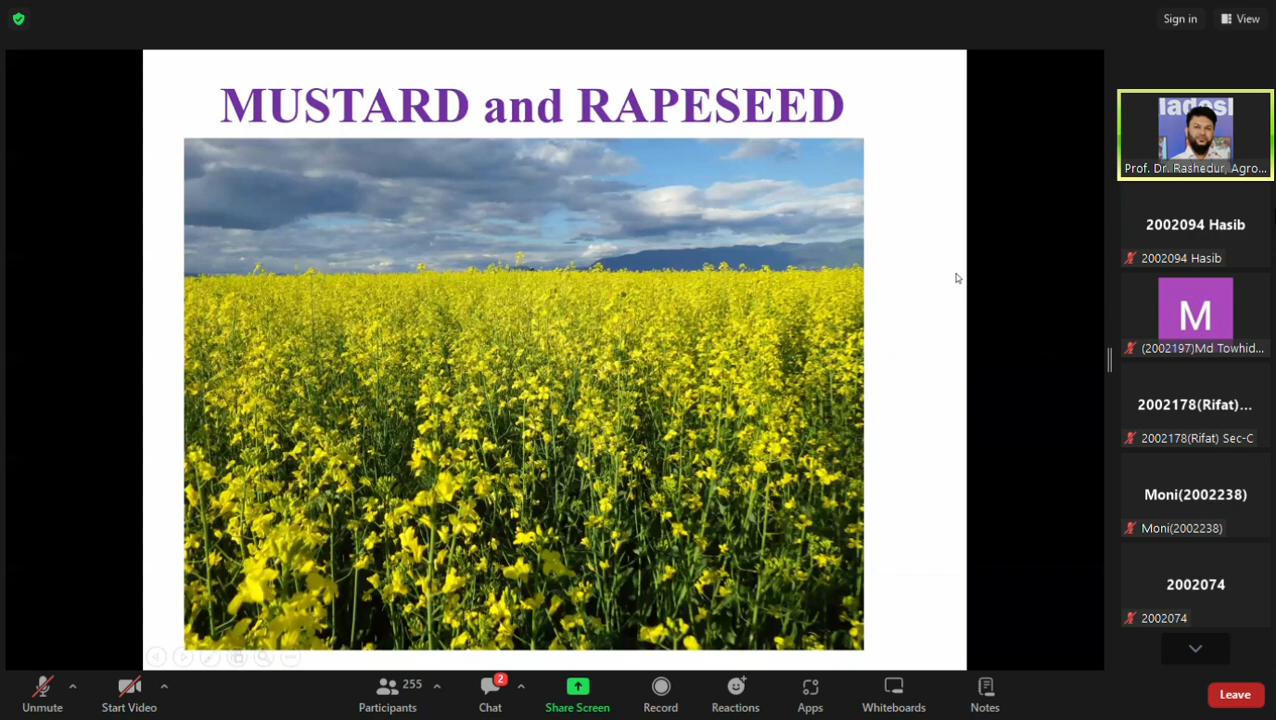 Sign in
View
MUSTARD and RAPESEED
Prof. Dr. Rashedur, Agro...
2002094 Hasib
2002094 Hasib
M
(2002197)Md Towhid...
2002178(Rifat)...
2002178(Rifat) Sec-C
Moni(2002238)
Moni(2002238)
2002074
2002074
Unmute
Start Video
255
Participants
2
Chat
Share Screen
Record
Reactions
Apps
Whiteboards
Notes
Leave